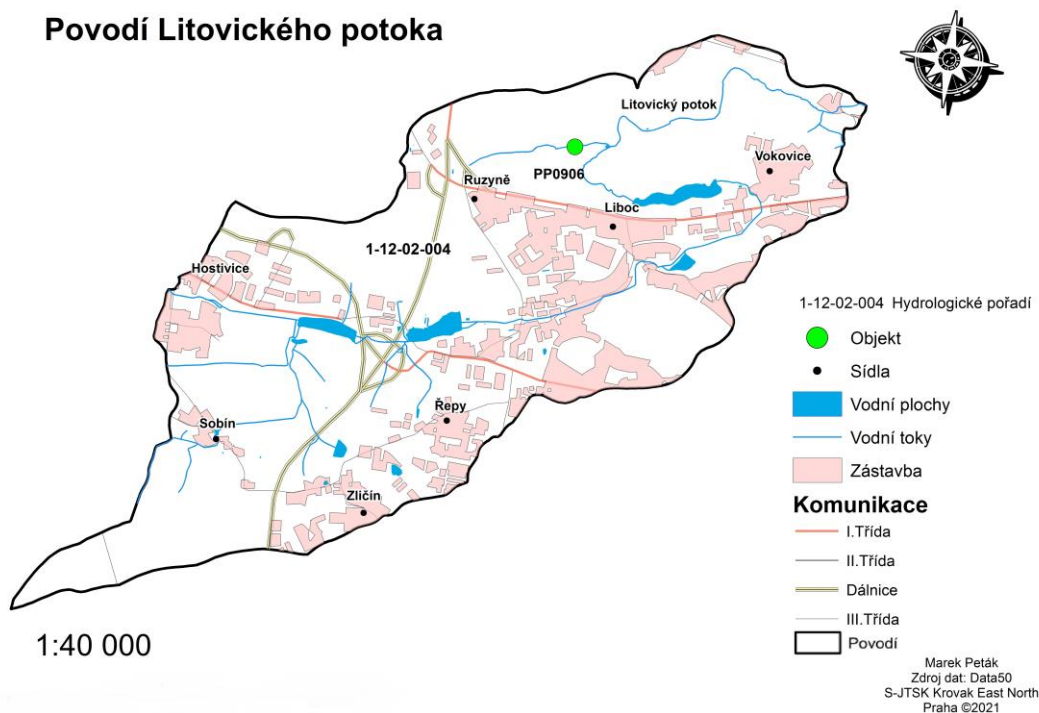 Povodí Litovického potoka
Litovický potok
Vokovice
PP0906
Ruzyně
Liboc
1-12-02-004
Hostivice
Řepy
Sobín
Zličín
1:40 000
1-12-02-004 Hydrologické pořadí
Objekt
Sídla
Vodní plochy
Vodní toky
Zástavba
Komunikace
I.Třída
II.Třída
Dálnice
III.Třída
Povodí
Marek Peták
Zdroj dat: Data50
S-JTSK Krovak East North
Praha ©2021